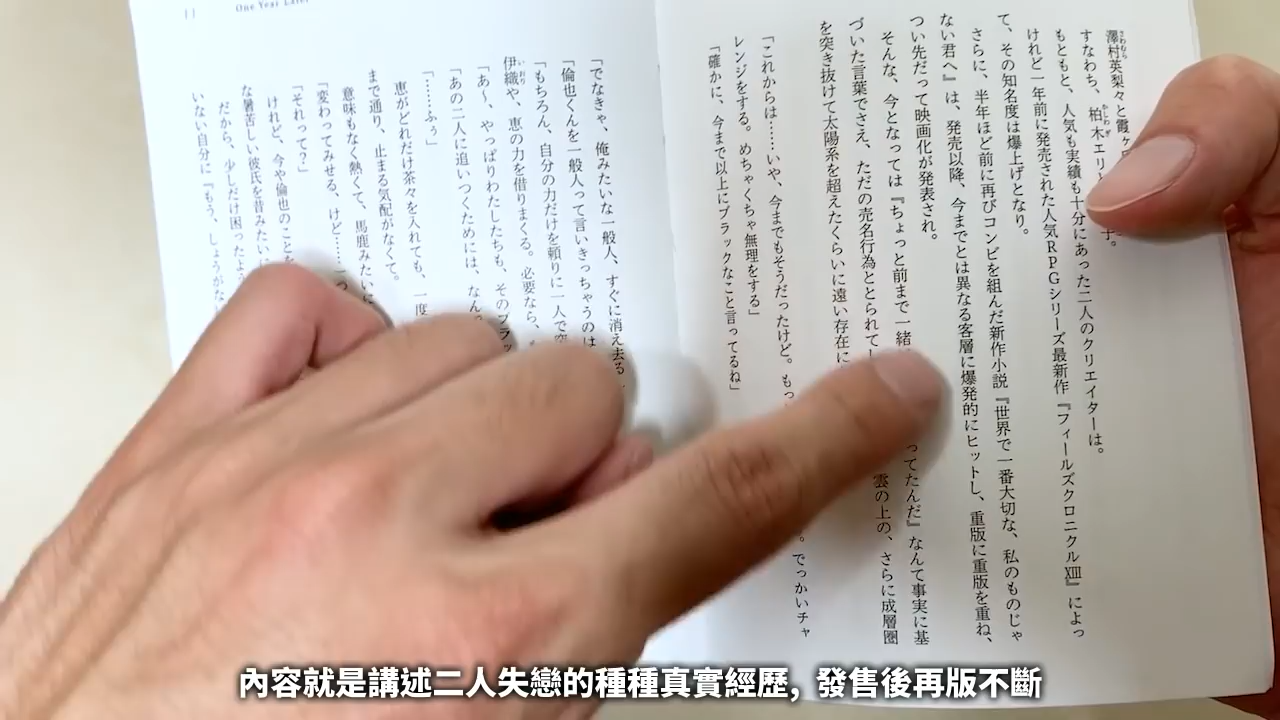 澤村英梨々と霞ヶ
すなわち、柏木エリ
子。
もともと、人気も実績も十分にあった二人のクリエイターは。
けれど一年前に発売された人気RPGシリーズ最新作『フィールズクロニクルⅩⅢ』によっ
て、その知名度は爆上げとなり。
さらに、半年ほど前に再びコンビを組んだ新作小説『世界で一番大切な、私のものじゃ
ない君へ』は、発売以降、今までとは異なる客層に爆発的にヒットし、重版に重版を重ね、
つい先だって映画化が発表され。
そんな、今となっては『ちょっと前まで一緒
ってたんだ』なんて事実に基
づいた言葉でさえ、ただの売名行為ととられて
雲の上の、さらに成層圏
を突き抜けて太陽系を超えたくらいに遠い存在に
「これからは……いや、今までもそうだったけど。もっ
。でっかいチャ
レンジをする。めちゃくちゃ無理をする」
「確かに、今まで以上にブラックなこと言ってるね」
11
One Year Later
「でなきゃ、俺みたいな一般人、すぐに消え去る
「倫也くんを一般人って言いきっちゃうのは
「もちろん、自分の力だけを頼りに一人で空
伊織や、恵の力を借りまくる。必要なら、
「あ〜、やっぱりわたしたちも、そのブラッ
「あの二人に追いつくためには、なん
「……ふぅ」
恵がどれだけ茶々を入れても、一度
まで通り、止まる気配がなくて。
意味もなく熱くて、馬鹿みたいに
「変わってみせる、けど……
「それって？」
けれど、今や倫也のことを
な暑苦しい彼氏を昔みたい
だから、少しだけ困ったよう
いない自分に『もう、しょうがな
內容就是講述二人失戀的種種真實經歷，發售後再版不斷